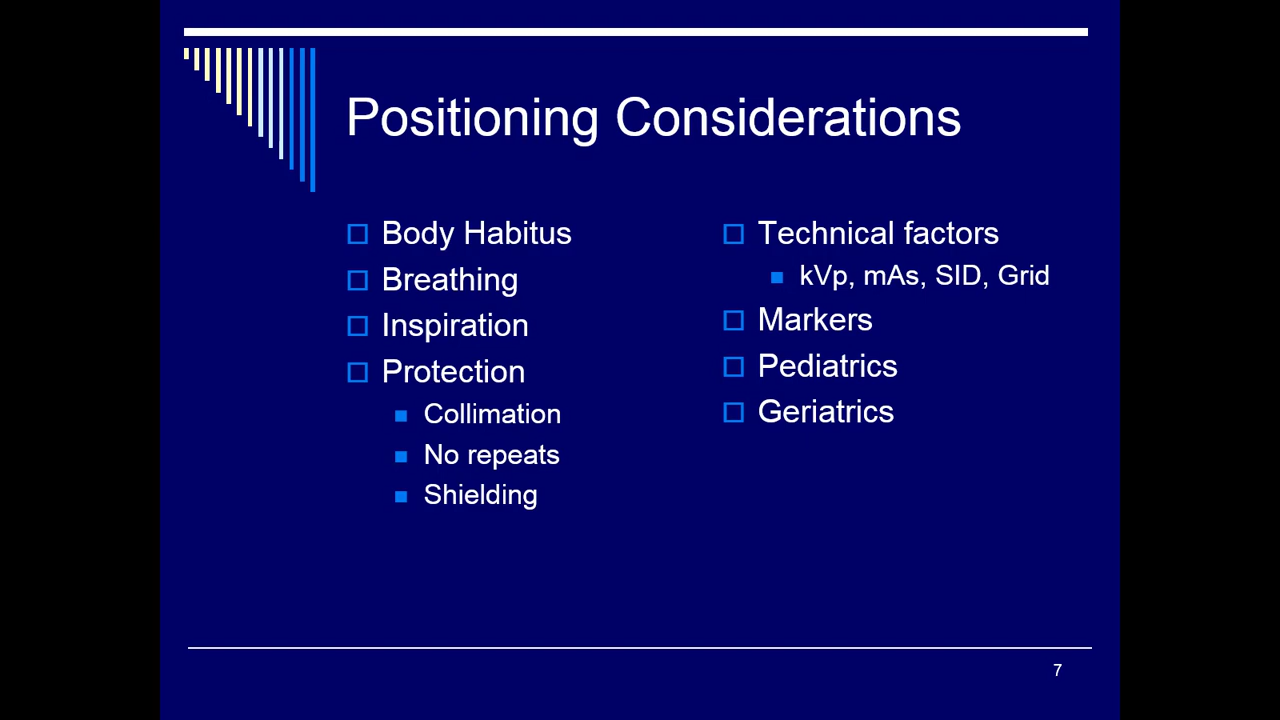 Positioning Considerations
Body Habitus
Breathing
Inspiration
Protection
Collimation
No repeats
Shielding
Technical factors
kVp, mAs, SID, Grid
Markers
Pediatrics
Geriatrics
7